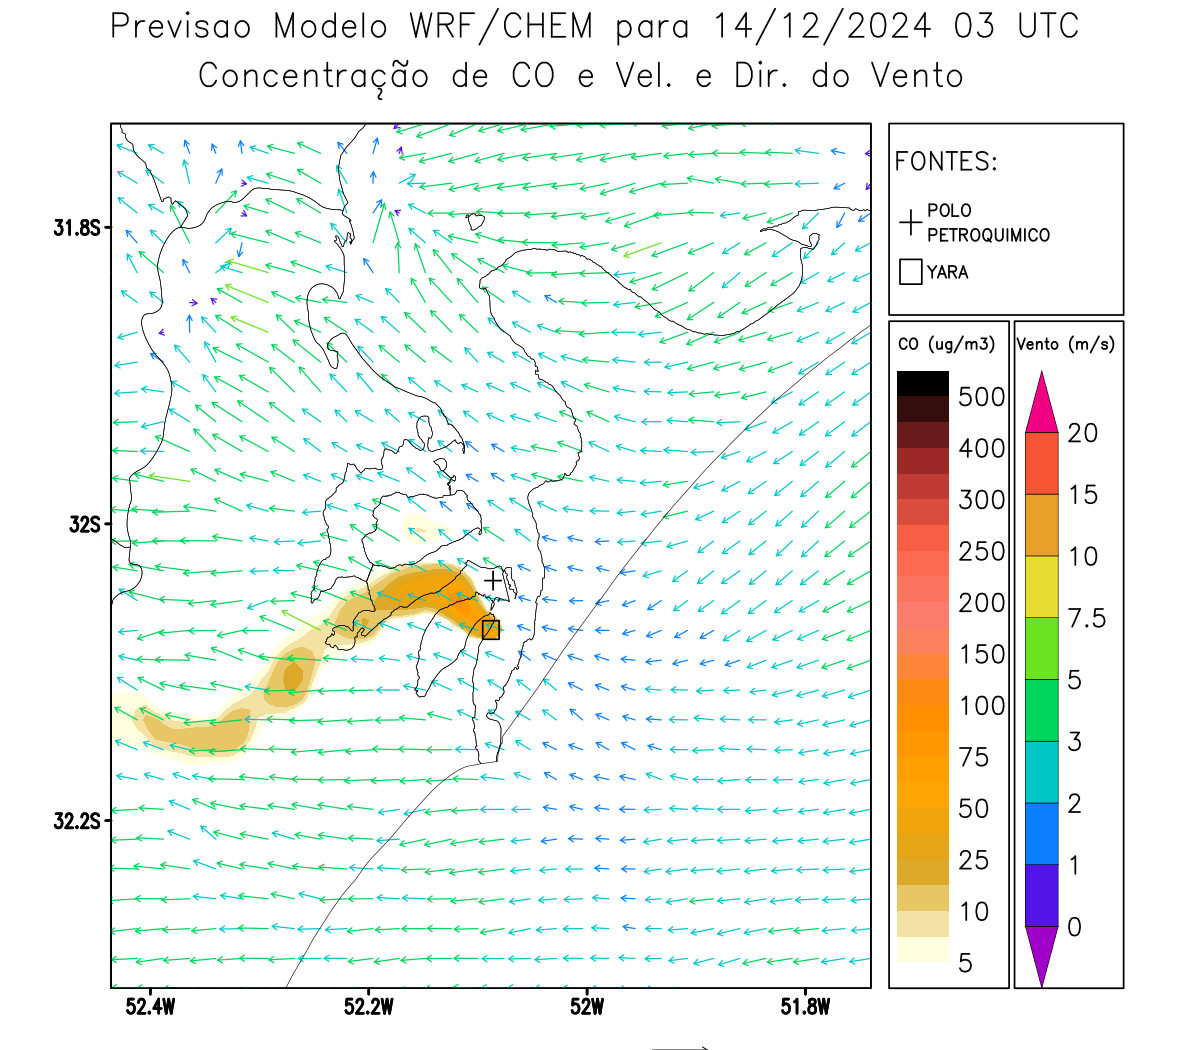 Previsao Modelo WRF/CHEM para 14/12/2024 03 UTC
Concentração de CO e Vel. e Dir. do Vento
FONTES:
POLO
PETROQUIMICO
YARA
31.8S
32S
32.2S
52.4W
52.2W
52W
51.8W
CO (ug/m3)
500
400
300
250
200
150
100
75
50
25
10
5
Vento (m/s)
20
15
10
7.5
5
3
2
1
0